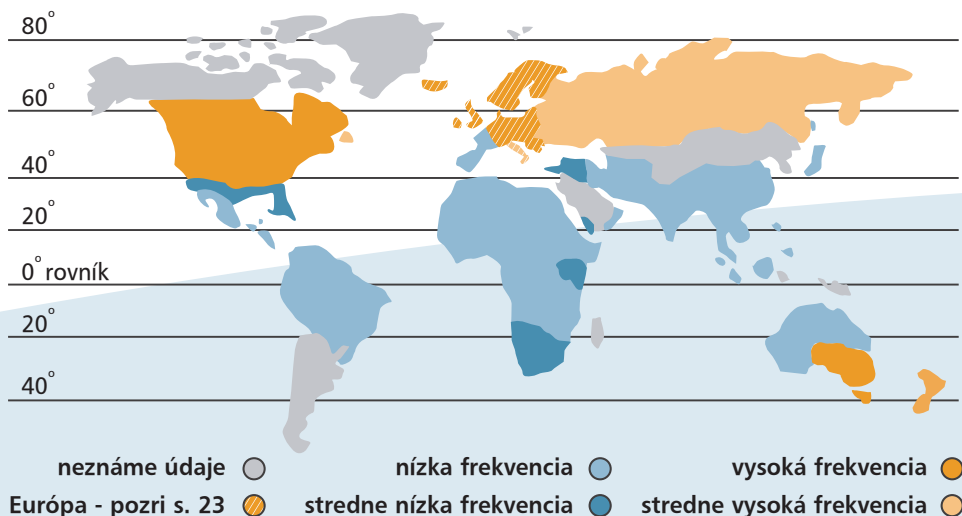 80°
60°
40°
20°
0° rovník
20°
40°
neznáme údaje
nízka frekvencia
vysoká frekvencia
Európa - pozri s. 23
stredne nízka frekvencia
stredne vysoká frekvencia